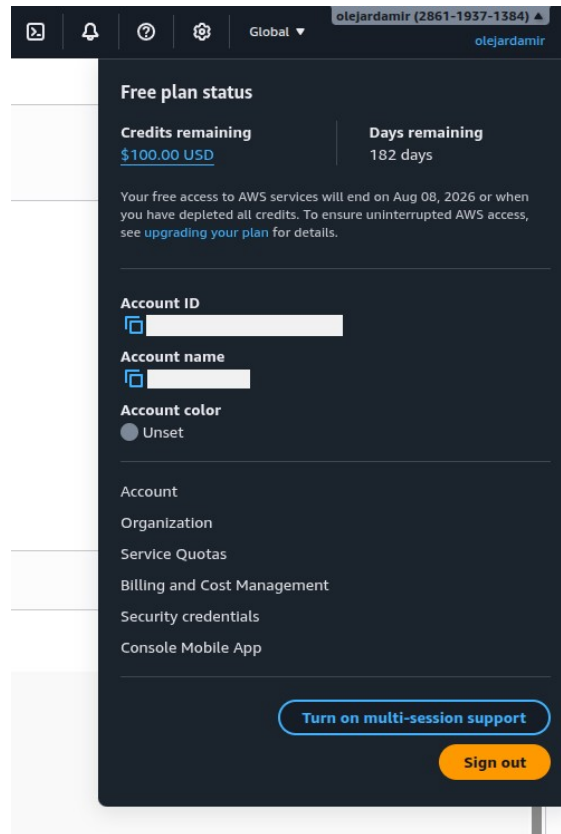 Global ▼
olejardamir (2861-1937-1384) ▲
olejardamir
Free plan status
Credits remaining
$100.00 USD
Days remaining
182 days
Your free access to AWS services will end on Aug 08, 2026 or when
you have depleted all credits. To ensure uninterrupted AWS access,
see upgrading your plan for details.
Account ID
Account name
Account color
Unset
Account
Organization
Service Quotas
Billing and Cost Management
Security credentials
Console Mobile App
Turn on multi-session support
Sign out